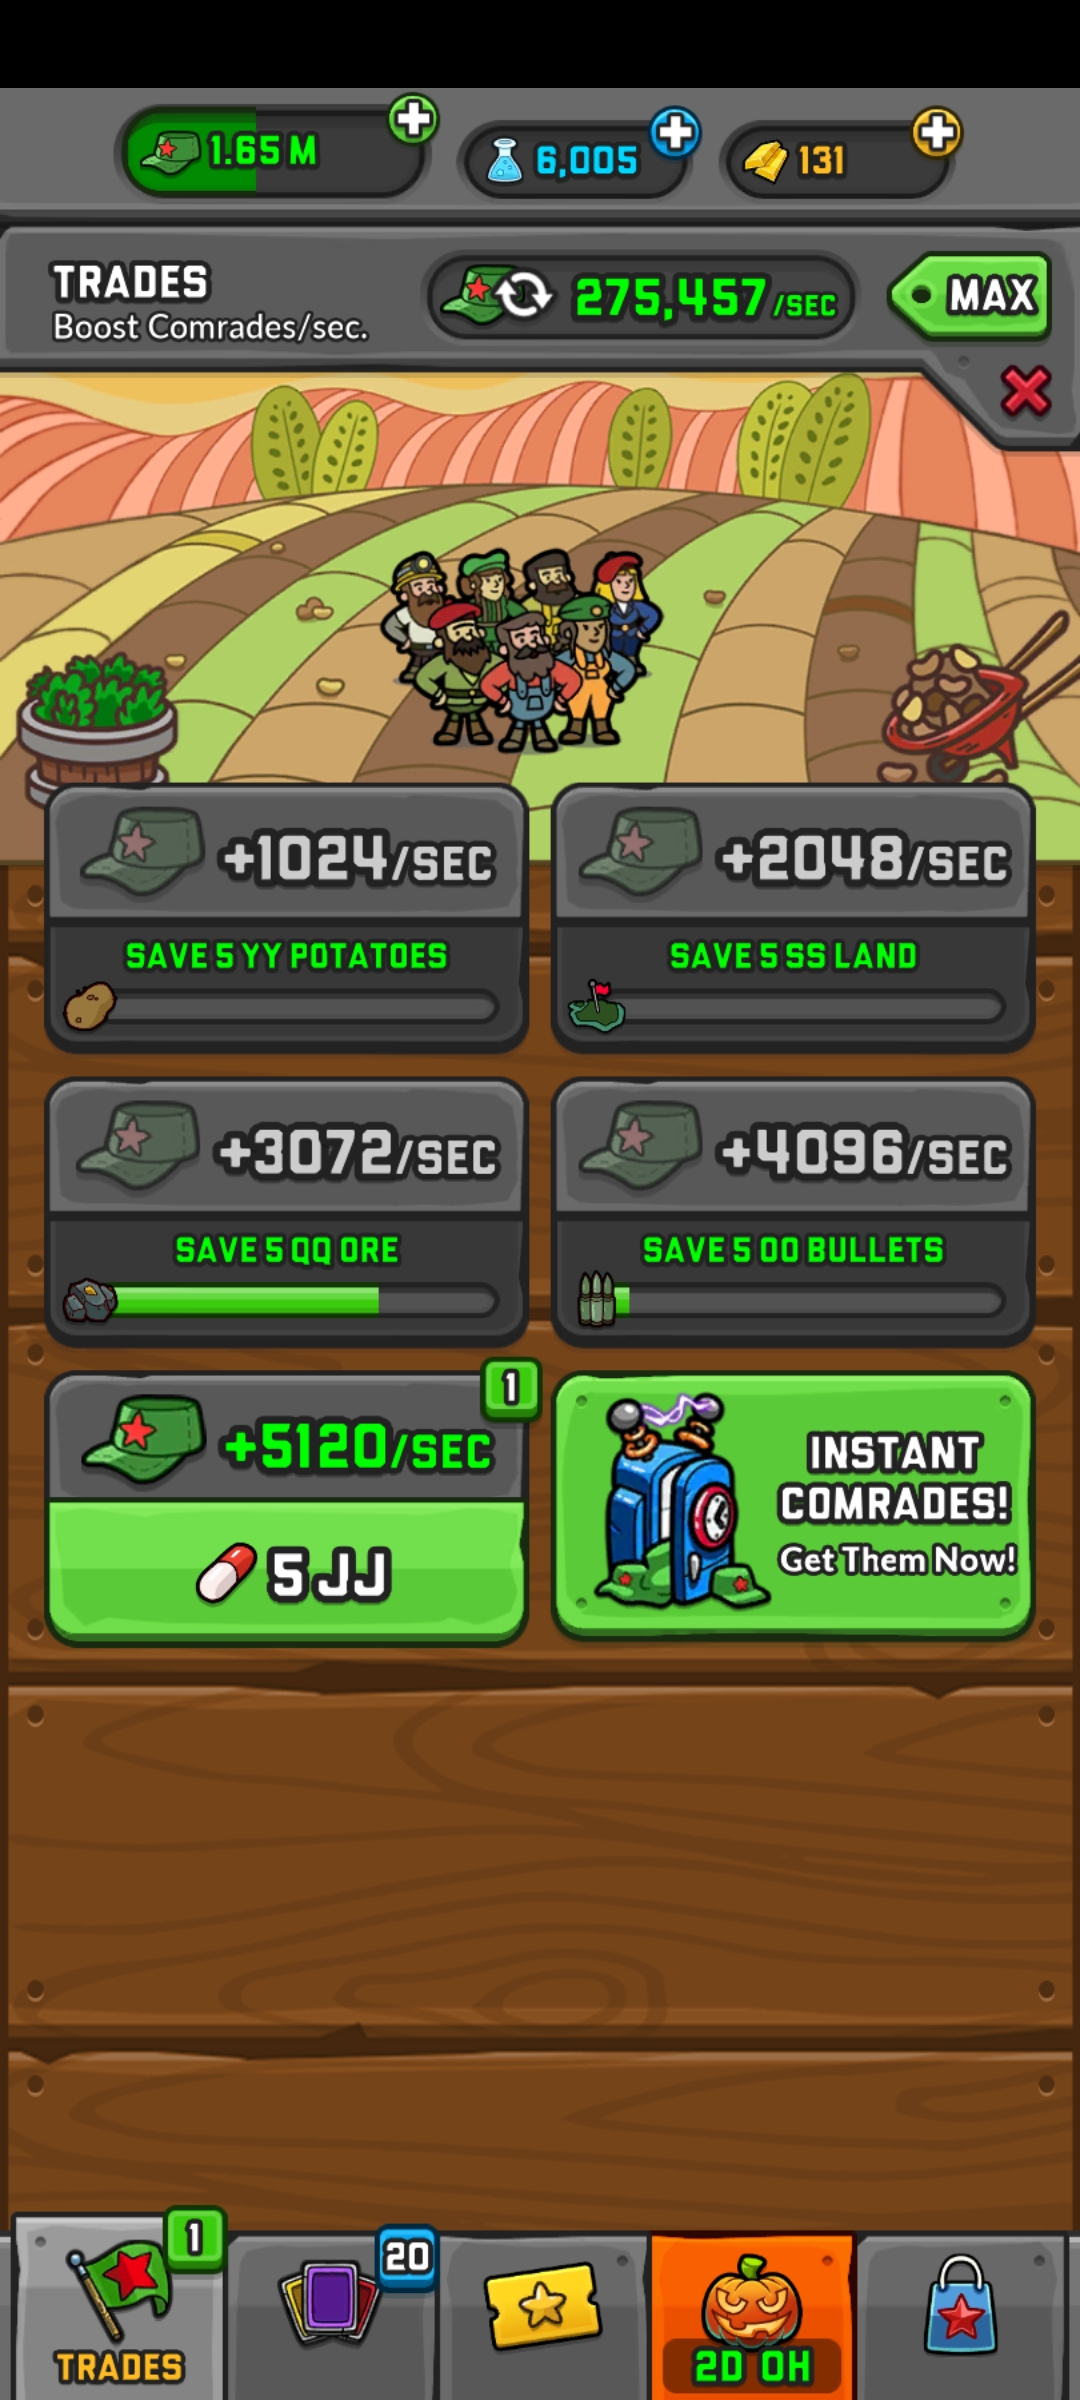 1.65 M
6,005
131
TRADES
Boost Comrades/sec.
275,457/SEC
MAX
+1024/SEC
+2048/SEC
SAVE 5 YY POTATOES
SAVE 5 SS LAND
+3072/SEC
+4096/SEC
SAVE 5 QQ ORE
SAVE 5 OO BULLETS
1
+5120/SEC
5 JJ
INSTANT
COMRADES!
Get Them Now!
1
TRADES
20
2D 0H